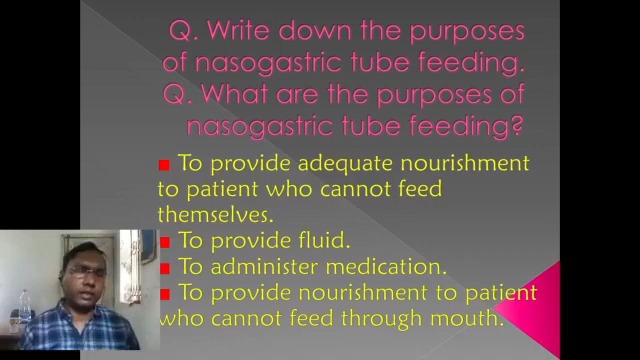 Q. Write down the purposes
of nasogastric tube feeding.
Q. What are the purposes of
nasogastric tube feeding?
To provide adequate nourishment
to patient who cannot feed
themselves.
To provide fluid.
To administer medication.
To provide nourishment to patient
who cannot feed through mouth.